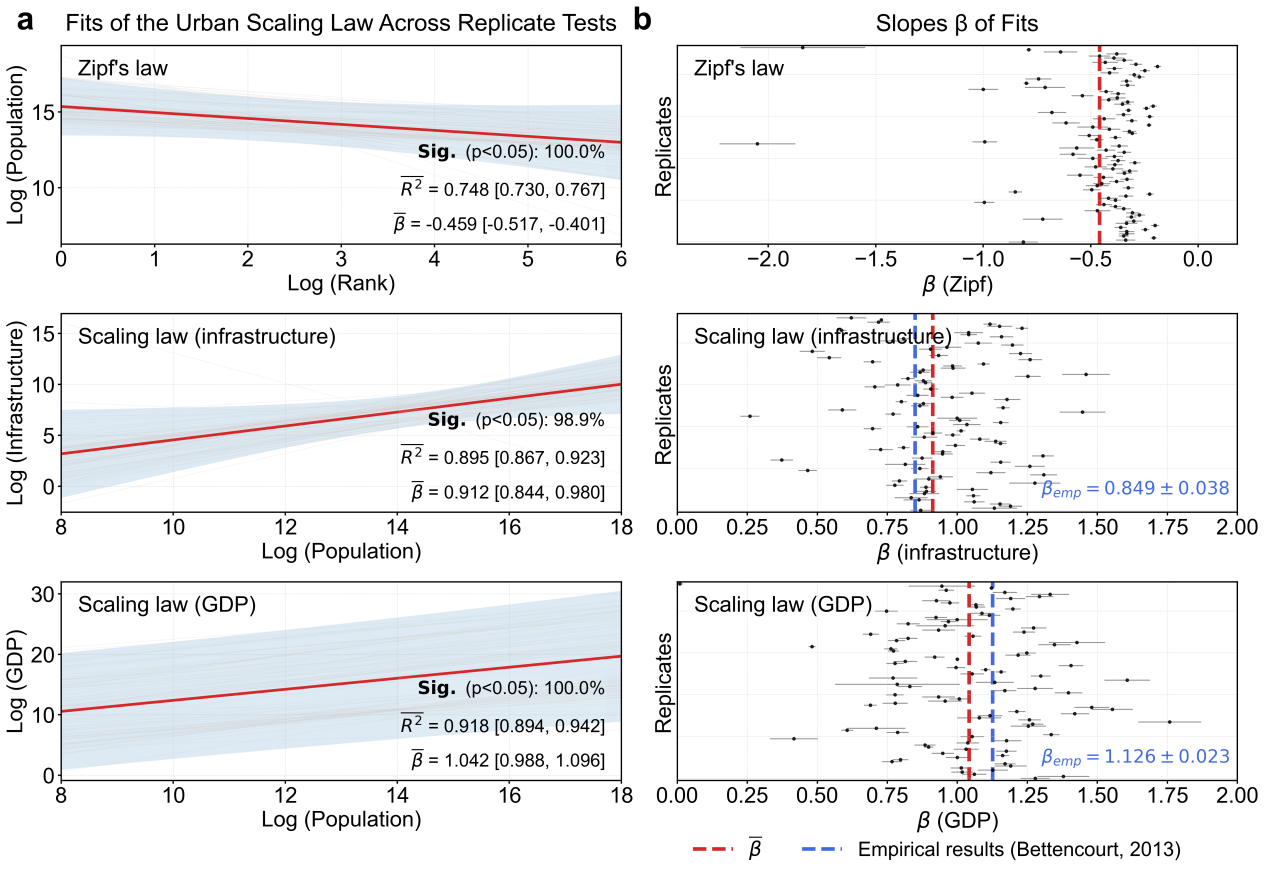 a Fits of the Urban Scaling Law Across Replicate Tests
Zipf's law
Log (Population)
15
10
Sig. (p<0.05): 100.0%
R² = 0.748 [0.730, 0.767]
β = -0.459 [-0.517, -0.401]
0 1 2 3 4 5 6
Log (Rank)
Scaling law (infrastructure)
Log (Infrastructure)
15
10
5
0
Sig. (p<0.05): 98.9%
R² = 0.895 [0.867, 0.923]
β = 0.912 [0.844, 0.980]
8 10 12 14 16 18
Log (Population)
Scaling law (GDP)
Log (GDP)
30
20
10
0
Sig. (p<0.05): 100.0%
R² = 0.918 [0.894, 0.942]
β = 1.042 [0.988, 1.096]
8 10 12 14 16 18
Log (Population)
b Slopes β of Fits
Zipf's law
Replicates
−2.0 −1.5 −1.0 −0.5 0.0
β (Zipf)
Scaling law (infrastructure)
Replicates
βemp = 0.849 ± 0.038
0.00 0.25 0.50 0.75 1.00 1.25 1.50 1.75 2.00
β (infrastructure)
Scaling law (GDP)
Replicates
βemp = 1.126 ± 0.023
0.00 0.25 0.50 0.75 1.00 1.25 1.50 1.75 2.00
β (GDP)
β Empirical results (Bettencourt, 2013)